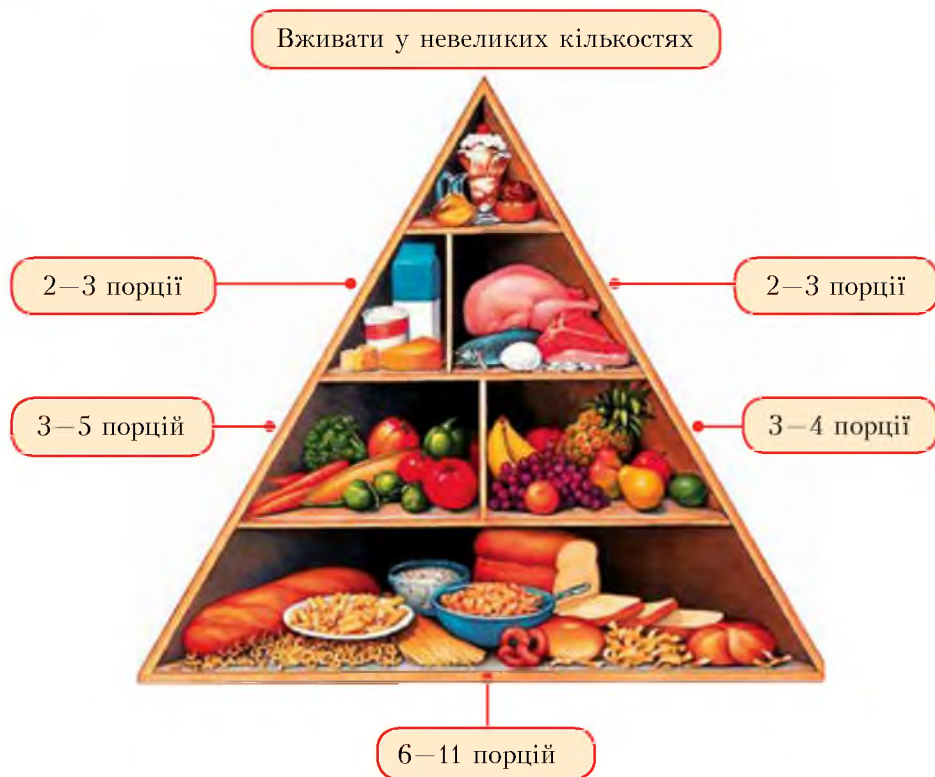 Вживати у невеликих кількостях
2–3 порції
2–3 порції
3–5 порцій
3–4 порції
6–11 порцій